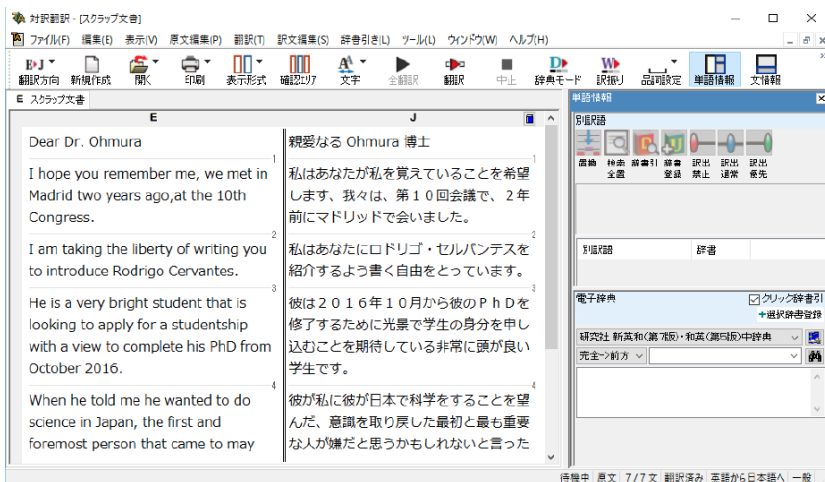 対訳翻訳 - [スクラップ文書]
ファイル(F) 編集(E) 表示(V) 原文編集(P) 翻訳(T) 訳文編集(S) 辞書引き(L) ツール(L) ウィンドウ(W) ヘルプ(H)
翻訳方向 新規作成 開く 印刷 表示形式 確認エリア 文字 全翻訳 翻訳 中止 辞典モード 訳振り 品詞設定 単語情報 文情報
E スクラップ文書
E J
Dear Dr. Ohmura
親愛なる Ohmura 博士
1 1
I hope you remember me, we met in
Madrid two years ago,at the 10th
Congress.
私はあなたが私を覚えていることを希望
します、我々は、第10回会議で、2年
前にマドリッドで会いました。
2 2
I am taking the liberty of writing you
to introduce Rodrigo Cervantes.
私はあなたにロドリゴ・セルバンテスを
紹介するよう書く自由をとっています。
3 3
He is a very bright student that is
looking to apply for a studentship
with a view to complete his PhD from
October 2016.
彼は2016年10月から彼のPhDを
修了するために光景で学生の身分を申し
込むことを期待している非常に頭が良い
学生です。
4 4
When he told me he wanted to do
science in Japan, the first and
foremost person that came to may
彼が私に彼が日本で科学をすることを望
んだ、意識を取り戻した最初と最も重要
な人が嫌だと思うかもしれないと言った
単語情報
別訳語
置換 検索 辞書引 辞書 訳出 訳出 訳出
全置 登録 禁止 通常 優先
別訳語 辞書
電子辞典 クリック辞書引
+選択辞書登録
研究社 新英和(第7版)・和英(第5版)中辞典
完全->前方
待機中 原文 7/7文 翻訳済み 英語から日本語へ 一般